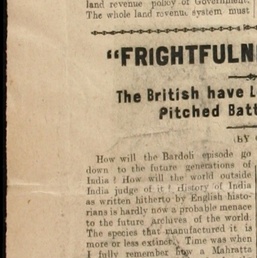 land revenue policy of Government.
The whole land revenue system must
"FRIGHTFULN
The British have L
Pitched Batt
(BY
How will the Bardoli episode go
down to the future generations of
India? How will the world outside
India judge of it? History of India
as written hitherto by English histo-
rians is hardly now a probable menace
to the future archives of the world.
The species that manufactured it is
more or less extinct. Time was when
I fully remember how a Mahratta